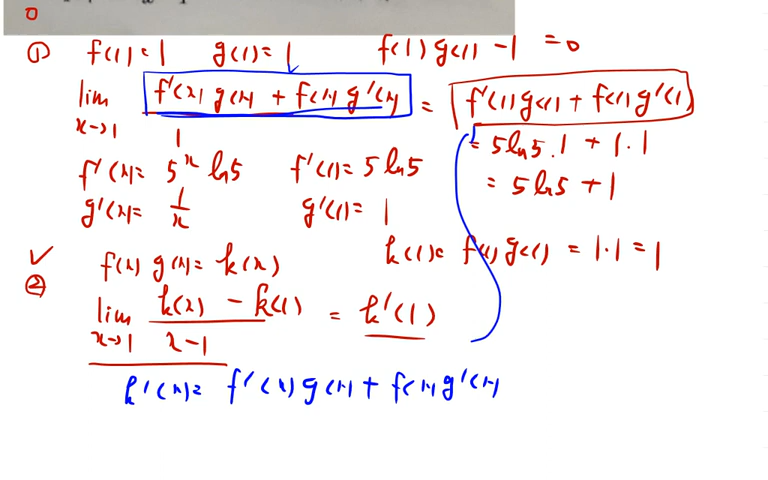 0
① f(1)=1 g(1)=1 f(1)g(1)-1 =0
lim x→1 (f'(x)g(x) + f(x)g'(x))/1 = f'(1)g(1) + f(1)g'(1)
= 5ln5.1 + 1.1
f'(x)= 5^x ln5 f'(1)= 5ln5 = 5ln5+1
g'(x)= 1/x g'(1)= 1
✓ ② f(x)g(x)= k(x) k(1)= f(1)g(1) = 1.1 = 1
lim x→1 (k(x) - k(1))/(x-1) = k'(1)
k'(x)= f'(x)g(x) + f(x)g'(x)